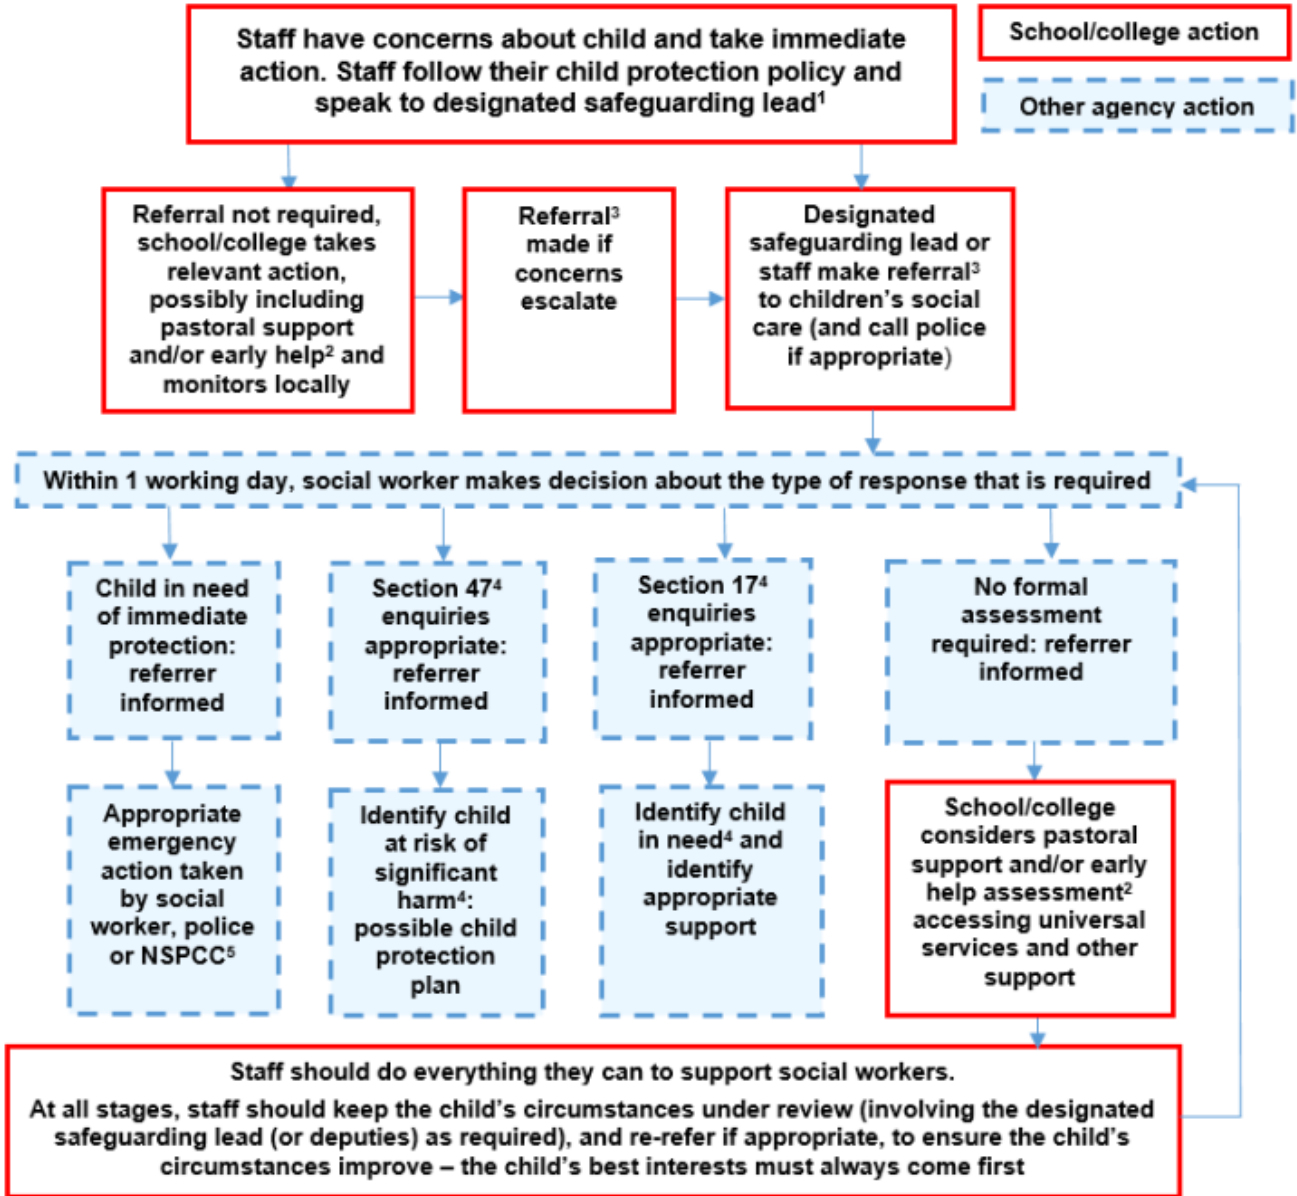 Staff have concerns about child and take immediate
action. Staff follow their child protection policy and
speak to designated safeguarding lead¹
School/college action
Other agency action
Referral not required,
school/college takes
relevant action,
possibly including
pastoral support
and/or early help² and
monitors locally
Referral³
made if
concerns
escalate
Designated
safeguarding lead or
staff make referral³
to children's social
care (and call police
if appropriate)
Within 1 working day, social worker makes decision about the type of response that is required
Child in need
of immediate
protection:
referrer
informed
Section 47⁴
enquiries
appropriate:
referrer
informed
Section 17⁴
enquiries
appropriate:
referrer
informed
No formal
assessment
required: referrer
informed
Appropriate
emergency
action taken
by social
worker, police
or NSPCC⁵
Identify child
at risk of
significant
harm⁴:
possible child
protection
plan
Identify child
in need⁴ and
identify
appropriate
support
School/college
considers pastoral
support and/or early
help assessment²
accessing universal
services and other
support
Staff should do everything they can to support social workers.
At all stages, staff should keep the child's circumstances under review (involving the designated
safeguarding lead (or deputies) as required), and re-refer if appropriate, to ensure the child's
circumstances improve – the child's best interests must always come first